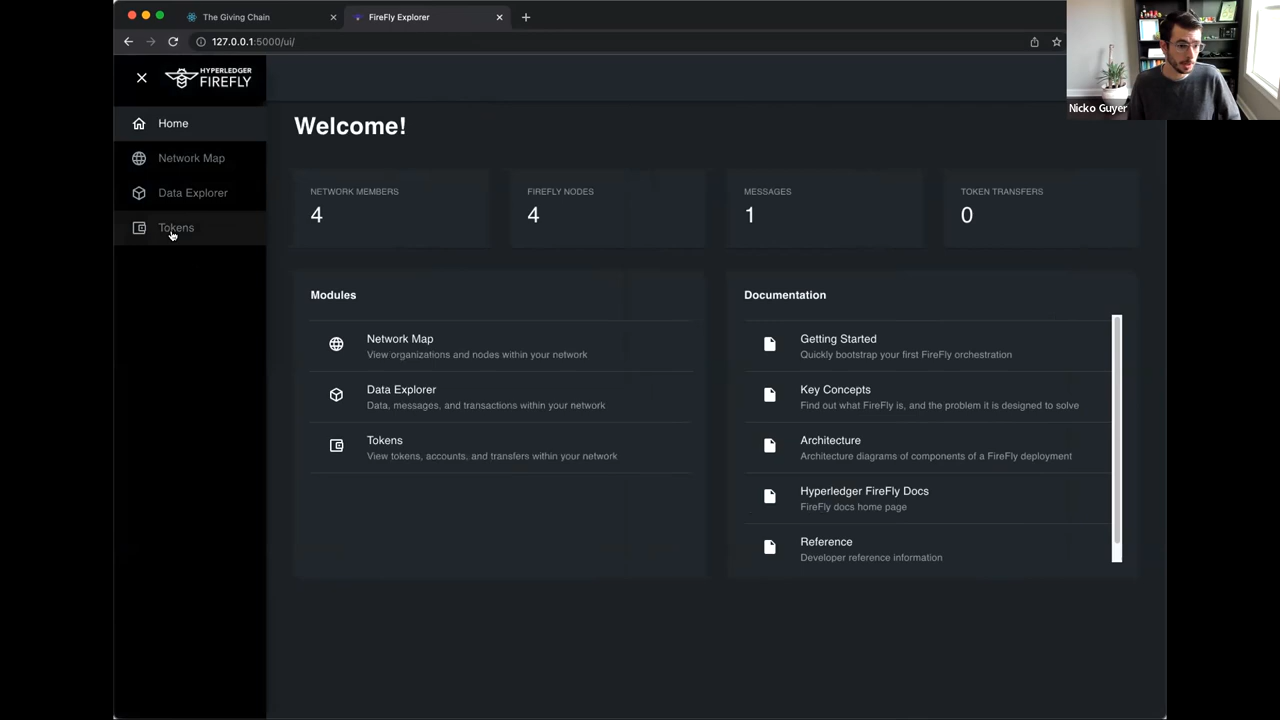 The Giving Chain
FireFly Explorer
127.0.0.1:5000/ui/
HYPERLEDGER
FIREFLY
Home
Network Map
Data Explorer
Tokens
Welcome!
NETWORK MEMBERS
4
FIREFLY NODES
4
MESSAGES
1
TOKEN TRANSFERS
0
Modules
Network Map
View organizations and nodes within your network
Data Explorer
Data, messages, and transactions within your network
Tokens
View tokens, accounts, and transfers within your network
Documentation
Getting Started
Quickly bootstrap your first FireFly orchestration
Key Concepts
Find out what FireFly is, and the problem it is designed to solve
Architecture
Architecture diagrams of components of a FireFly deployment
Hyperledger FireFly Docs
FireFly docs home page
Reference
Developer reference information
Nicko Guyer